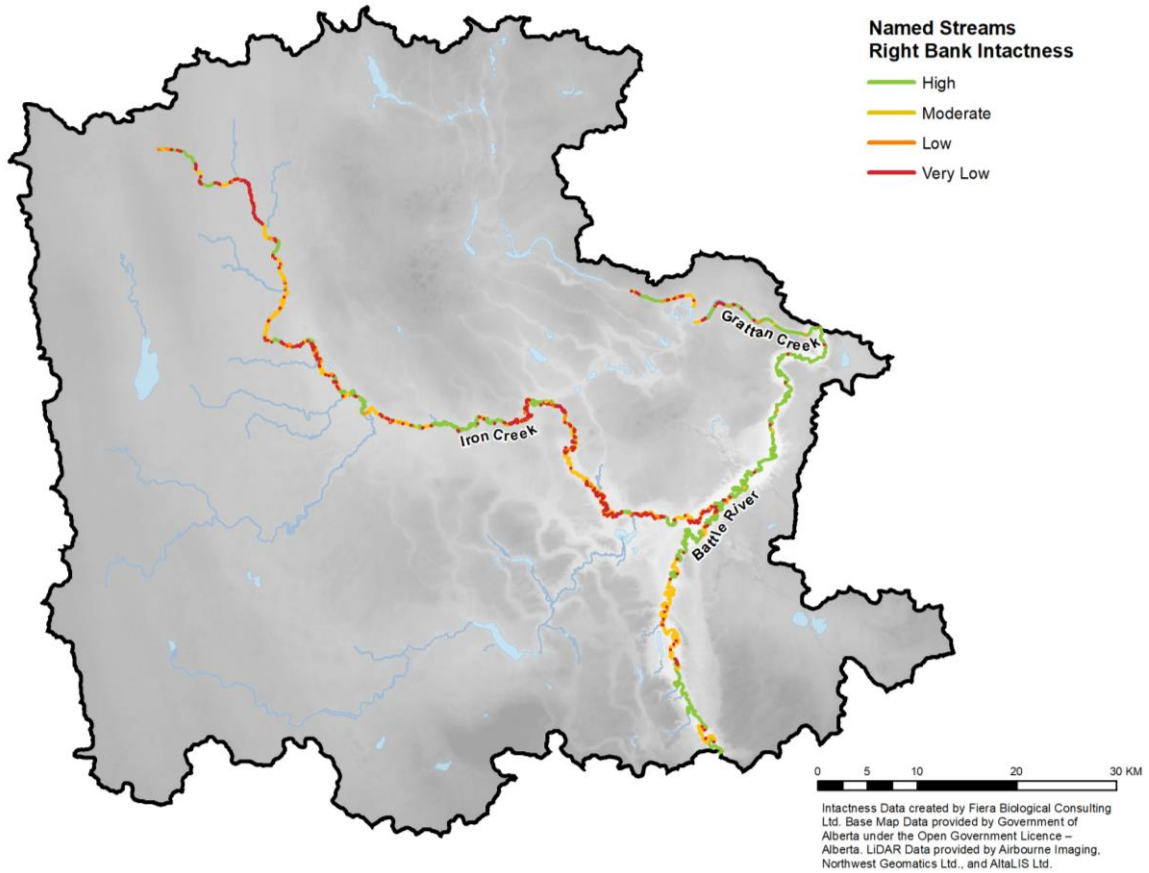 Named Streams
Right Bank Intactness
High
Moderate
Low
Very Low
Grattan Creek
Iron Creek
Battle River
0 5 10 20 30 KM
Intactness Data created by Fiera Biological Consulting
Ltd. Base Map Data provided by Government of
Alberta under the Open Government Licence –
Alberta. LiDAR Data provided by Airbourne Imaging,
Northwest Geomatics Ltd., and AltaLIS Ltd.